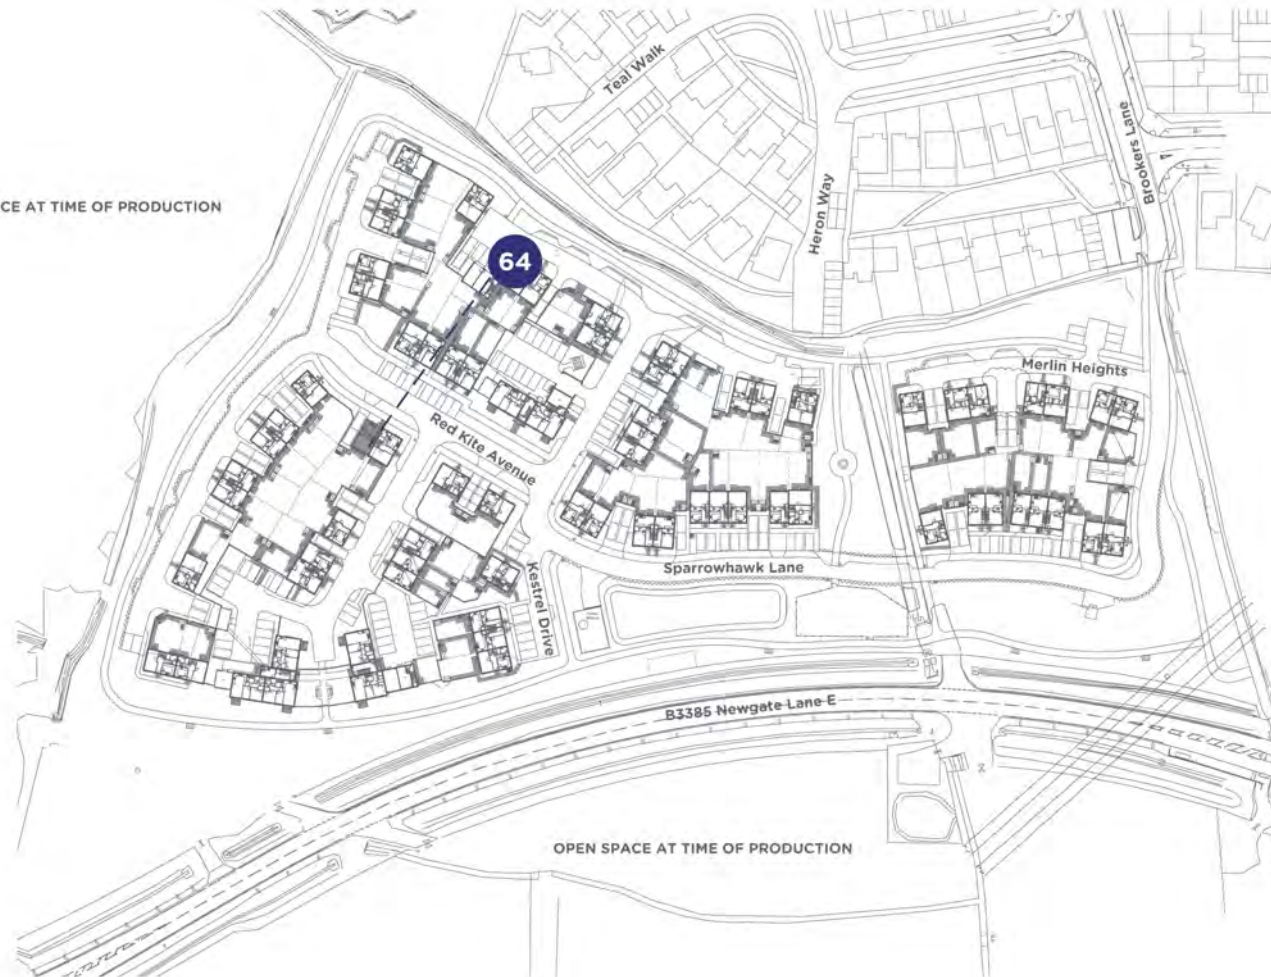 Teal Walk
Brookers Lane
Heron Way
CE AT TIME OF PRODUCTION
64
Merlin Heights
Red Kite Avenue
Sparrowhawk Lane
Kestrel Drive
B3385 Newgate Lane E
OPEN SPACE AT TIME OF PRODUCTION